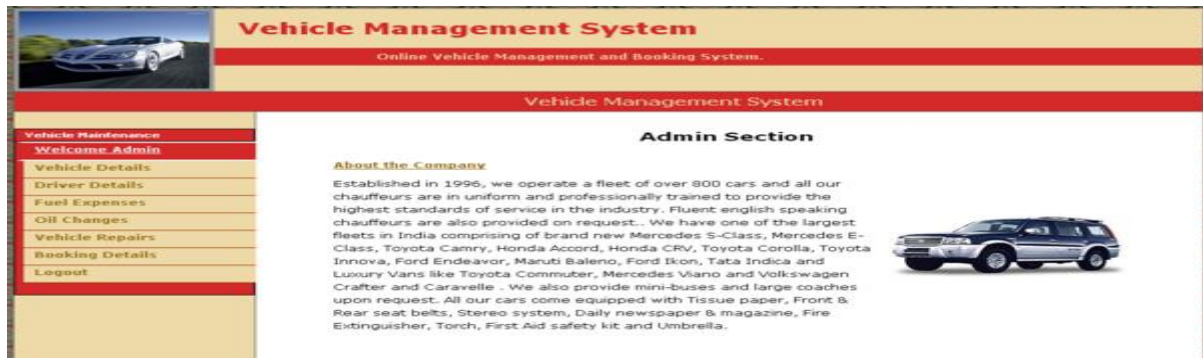 Vehicle Management System
Online Vehicle Management and Booking System.
Vehicle Management System
Vehicle Maintenance
Welcome Admin
Vehicle Details
Driver Details
Fuel Expenses
Oil Changes
Vehicle Repairs
Booking Details
Logout
Admin Section
About the Company
Established in 1996, we operate a fleet of over 800 cars and all our
chauffeurs are in uniform and professionally trained to provide the
highest standards of service in the industry. Fluent english speaking
chauffeurs are also provided on request.. We have one of the largest
fleets in India comprising of brand new Mercedes S-Class, Mercedes E-
Class, Toyota Camry, Honda Accord, Honda CRV, Toyota Corolla, Toyota
Innova, Ford Endeavor, Maruti Baleno, Ford Ikon, Tata Indica and
Luxury Vans like Toyota Commuter, Mercedes Viano and Volkswagen
Crafter and Caravelle . We also provide mini-buses and large coaches
upon request. All our cars come equipped with Tissue paper, Front &
Rear seat belts, Stereo system, Daily newspaper & magazine, Fire
Extinguisher, Torch, First Aid safety kit and Umbrella.